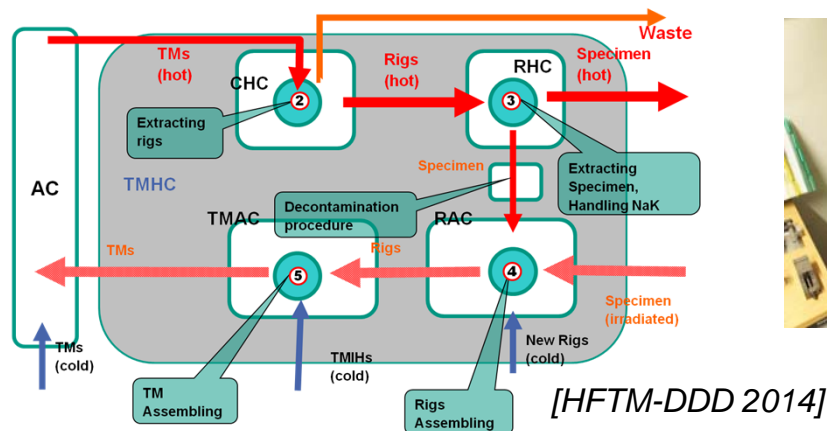 Waste
TMs
(hot)
Rigs
(hot)
RHC
Specimen
(hot)
CHC
2
3
Extracting
rigs
Specimen
Extracting
Specimen,
Handling NaK
AC
TMHC
Decontamination
procedure
TMAC
RAC
TMs
Rigs
5
4
Specimen
(irradiated)
TMs
(cold)
TMIHs
(cold)
New Rigs
(cold)
TM
Assembling
Rigs
Assembling
[HFTM-DDD 2014]